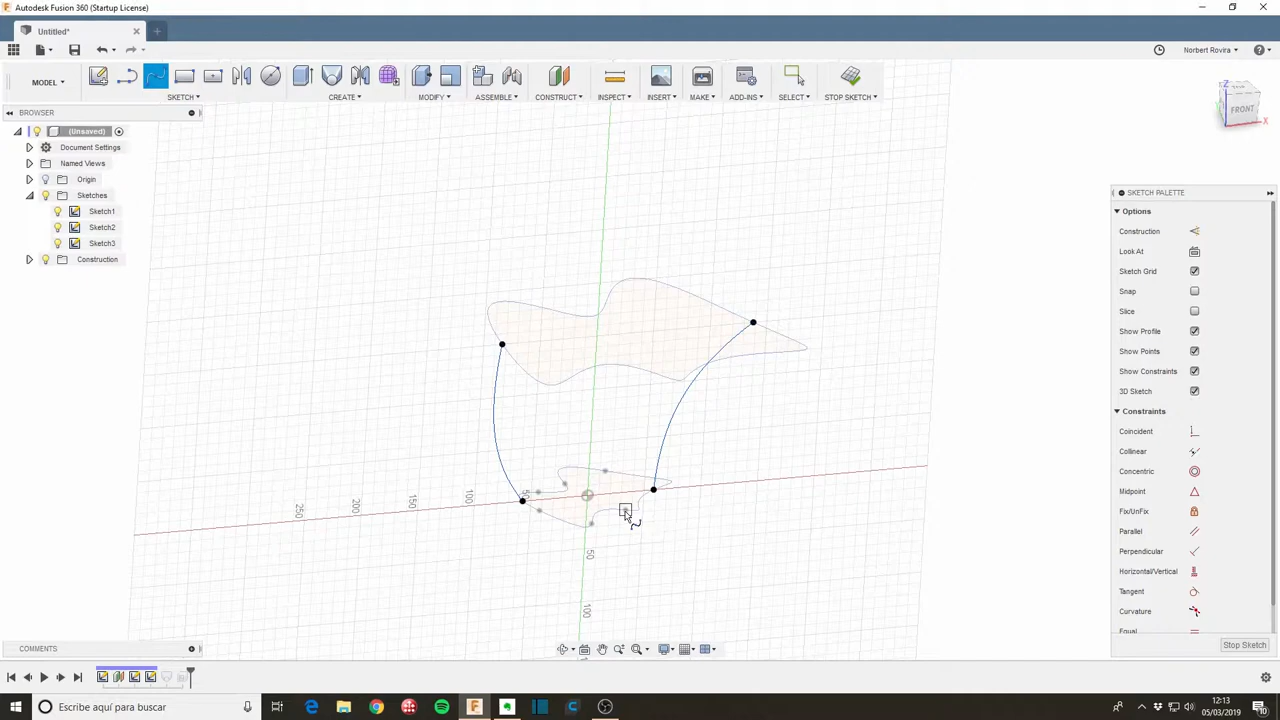 Autodesk Fusion 360 (Startup License)
Untitled*
Norbert Rovira
MODEL
SKETCH
CREATE
MODIFY
ASSEMBLE
CONSTRUCT
INSPECT
INSERT
MAKE
ADD-INS
SELECT
STOP SKETCH
BROWSER
(Unsaved)
Document Settings
Named Views
Origin
Sketches
Sketch1
Sketch2
Sketch3
Construction
Z
FRONT
X
SKETCH PALETTE
Options
Construction
Look At
Sketch Grid
Snap
Slice
Show Profile
Show Points
Show Constraints
3D Sketch
Constraints
Coincident
Collinear
Concentric
Midpoint
Fix/UnFix
Parallel
Perpendicular
Horizontal/Vertical
Tangent
Curvature
Equal
Stop Sketch
250
200
150
100
50
50
100
COMMENTS
Escribe aquí para buscar
12:13
05/03/2019
10